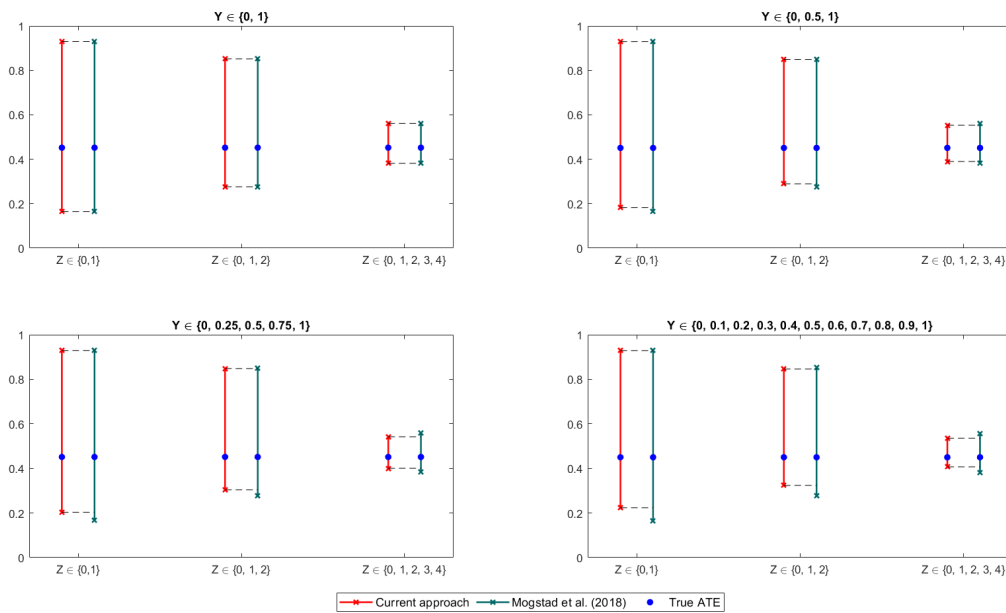 Y ∈ {0, 1}
1
0.8
0.6
0.4
0.2
0
Z ∈ {0,1}
Z ∈ {0, 1, 2}
Z ∈ {0, 1, 2, 3, 4}
Y ∈ {0, 0.5, 1}
1
0.8
0.6
0.4
0.2
0
Z ∈ {0,1}
Z ∈ {0, 1, 2}
Z ∈ {0, 1, 2, 3, 4}
Y ∈ {0, 0.25, 0.5, 0.75, 1}
1
0.8
0.6
0.4
0.2
0
Z ∈ {0,1}
Z ∈ {0, 1, 2}
Z ∈ {0, 1, 2, 3, 4}
Y ∈ {0, 0.1, 0.2, 0.3, 0.4, 0.5, 0.6, 0.7, 0.8, 0.9, 1}
1
0.8
0.6
0.4
0.2
0
Z ∈ {0,1}
Z ∈ {0, 1, 2}
Z ∈ {0, 1, 2, 3, 4}
Current approach Mogstad et al. (2018) True ATE